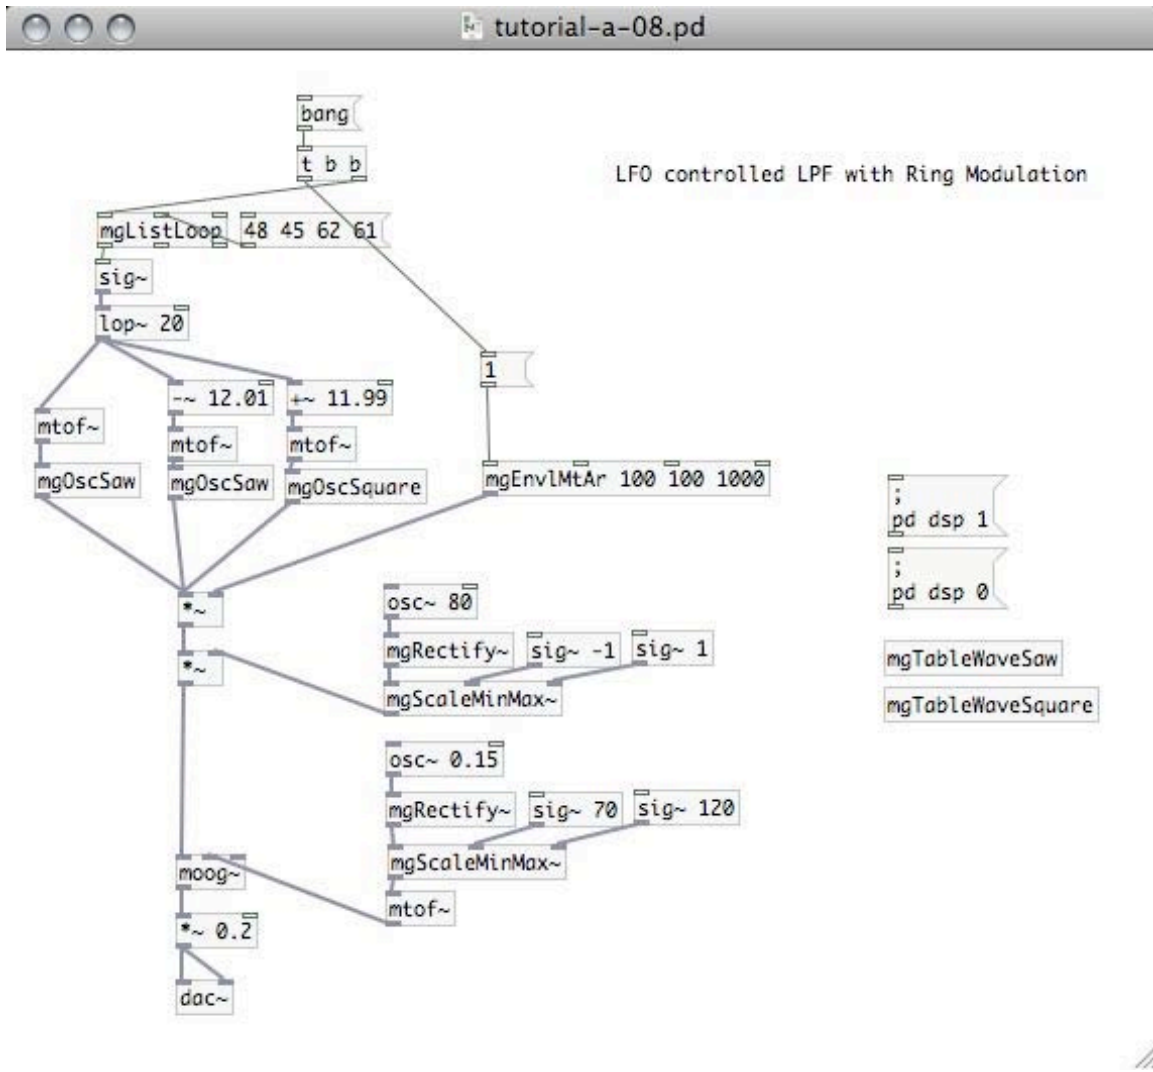 tutorial-a-08.pd
bang
t b b
LFO controlled LPF with Ring Modulation
mgListLoop
48 45 62 61
sig~
lop~ 20
1
-~ 12.01
+~ 11.99
mtof~
mtof~
mtof~
mgOscSaw
mgOscSaw
mgOscSquare
mgEnvlMtAr 100 100 1000
;
pd dsp 1
;
pd dsp 0
*~
osc~ 80
*~
mgRectify~
sig~ -1
sig~ 1
mgScaleMinMax~
mgTableWaveSaw
mgTableWaveSquare
osc~ 0.15
mgRectify~
sig~ 70
sig~ 120
mgScaleMinMax~
moog~
mtof~
*~ 0.2
dac~